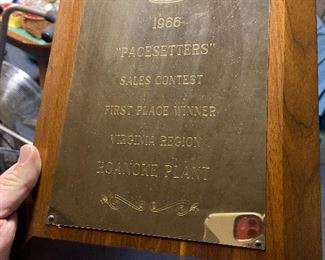 1966
"PACESETTERS"
SALES CONTEST
FIRST PLACE WINNER
VIRGINIA REGION
ROANOKE PLANT